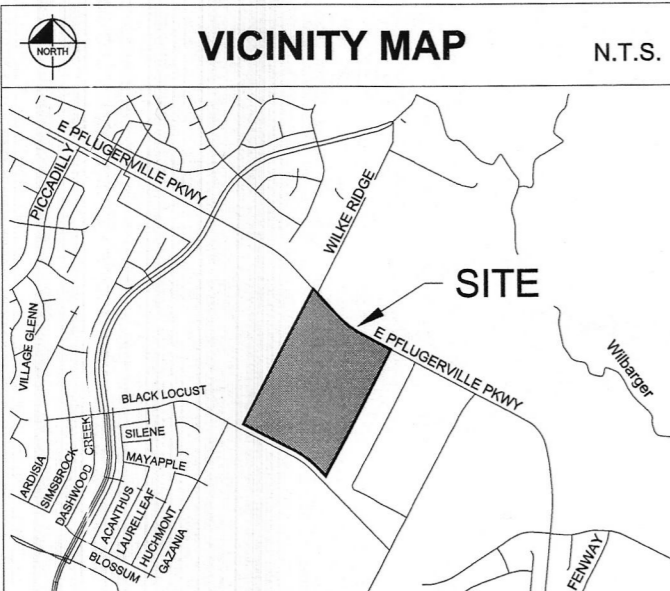 NORTH
VICINITY MAP
N.T.S.
E PFLUGERVILLE PKWY
PICCADILLY
WILKE RIDGE
SITE
E PFLUGERVILLE PKWY
VILLAGE GLENN
Wilbarger
BLACK LOCUST
SILENE
MAYAPPLE
ARDISIA
SIMSBROCK
DASHWOOD CREEK
ACANTHUS
LAURELLEAF
HUCHMONT
GAZANIA
BLOSSUM
FENWAY